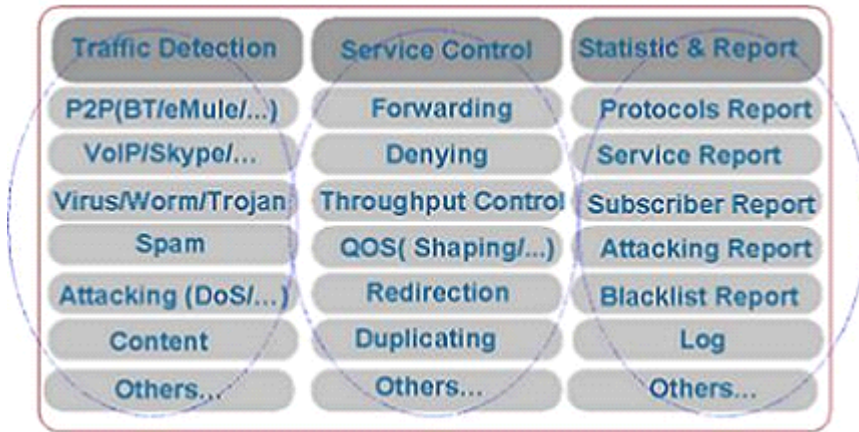 Traffic Detection
P2P(BT/eMule/...)
VoIP/Skype/...
Virus/Worm/Trojan
Spam
Attacking (DoS/...)
Content
Others...
Service Control
Forwarding
Denying
Throughput Control
QOS( Shaping/...)
Redirection
Duplicating
Others...
Statistic & Report
Protocols Report
Service Report
Subscriber Report
Attacking Report
Blacklist Report
Log
Others...